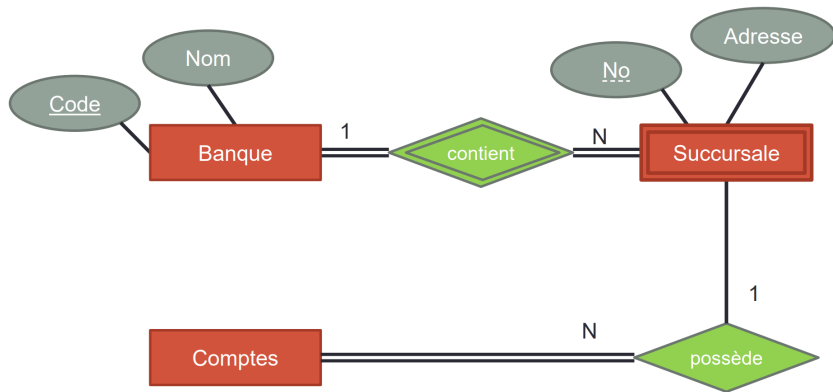 Adresse
Nom
No
Code
1
N
Banque
contient
Succursale
1
N
Comptes
possède